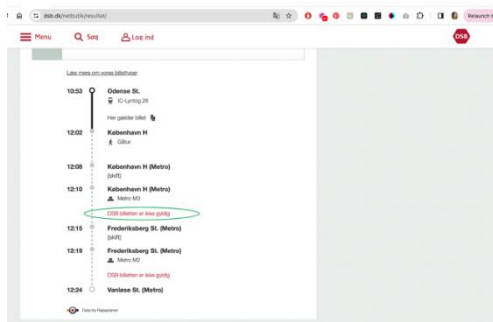 dsb.dk/netbutik/resultat/
Relaunch t
Menu
Søg
Log ind
DSB
Læs mere om vores billettyper
10:53 Odense St.
IC-Lyntog 26
Her gælder billet
12:02 København H
Gåtur
12:08 København H (Metro)
(skift)
12:10 København H (Metro)
Metro M3
DSB billetten er ikke gyldig
12:15 Frederiksberg St. (Metro)
(skift)
12:19 Frederiksberg St. (Metro)
Metro M2
DSB billetten er ikke gyldig
12:24 Vanløse St. (Metro)
Data fra Rejseplanen